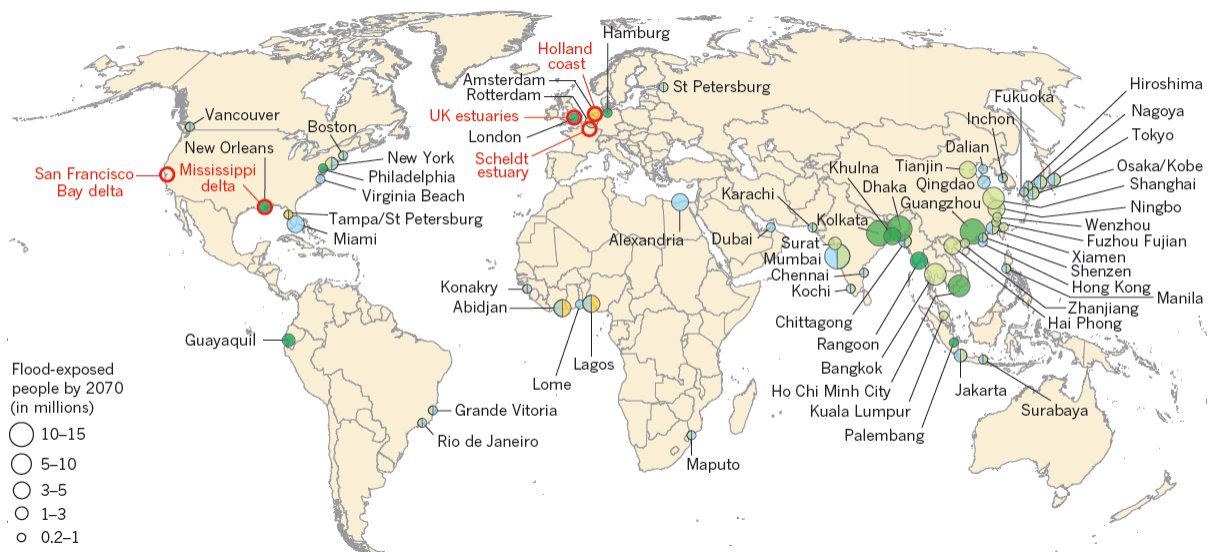 Hamburg
Holland
coast
Amsterdam
Rotterdam
St Petersburg
UK estuaries
London
Scheldt
estuary
Vancouver
Boston
New Orleans
New York
Philadelphia
Virginia Beach
San Francisco
Bay delta
Mississippi
delta
Tampa/St Petersburg
Miami
Hiroshima
Fukuoka
Nagoya
Inchon
Tokyo
Dalian
Tianjin
Osaka/Kobe
Khulna
Qingdao
Shanghai
Dhaka
Karachi
Guangzhou
Ningbo
Kolkata
Wenzhou
Alexandria
Dubai
Surat
Fuzhou Fujian
Mumbai
Xiamen
Chennai
Shenzen
Kochi
Hong Kong
Manila
Konakry
Abidjan
Zhanjiang
Chittagong
Hai Phong
Guayaquil
Rangoon
Lagos
Bangkok
Lome
Ho Chi Minh City
Jakarta
Kuala Lumpur
Surabaya
Palembang
Grande Vitoria
Rio de Janeiro
Maputo
Flood-exposed
people by 2070
(in millions)
10–15
5–10
3–5
1–3
0.2–1